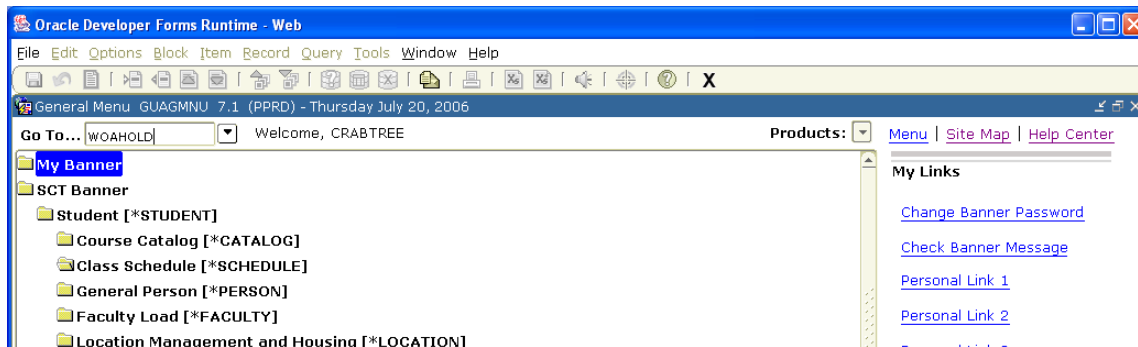 Oracle Developer Forms Runtime - Web
File Edit Options Block Item Record Query Tools Window Help
General Menu GUAGMNU 7.1 (PPRD) - Thursday July 20, 2006
Go To... WOAHOLD Welcome, CRABTREE Products: Menu | Site Map | Help Center
My Banner
SCT Banner
Student [*STUDENT]
Course Catalog [*CATALOG]
Class Schedule [*SCHEDULE]
General Person [*PERSON]
Faculty Load [*FACULTY]
Location Management and Housing [*LOCATION]
My Links
Change Banner Password
Check Banner Message
Personal Link 1
Personal Link 2